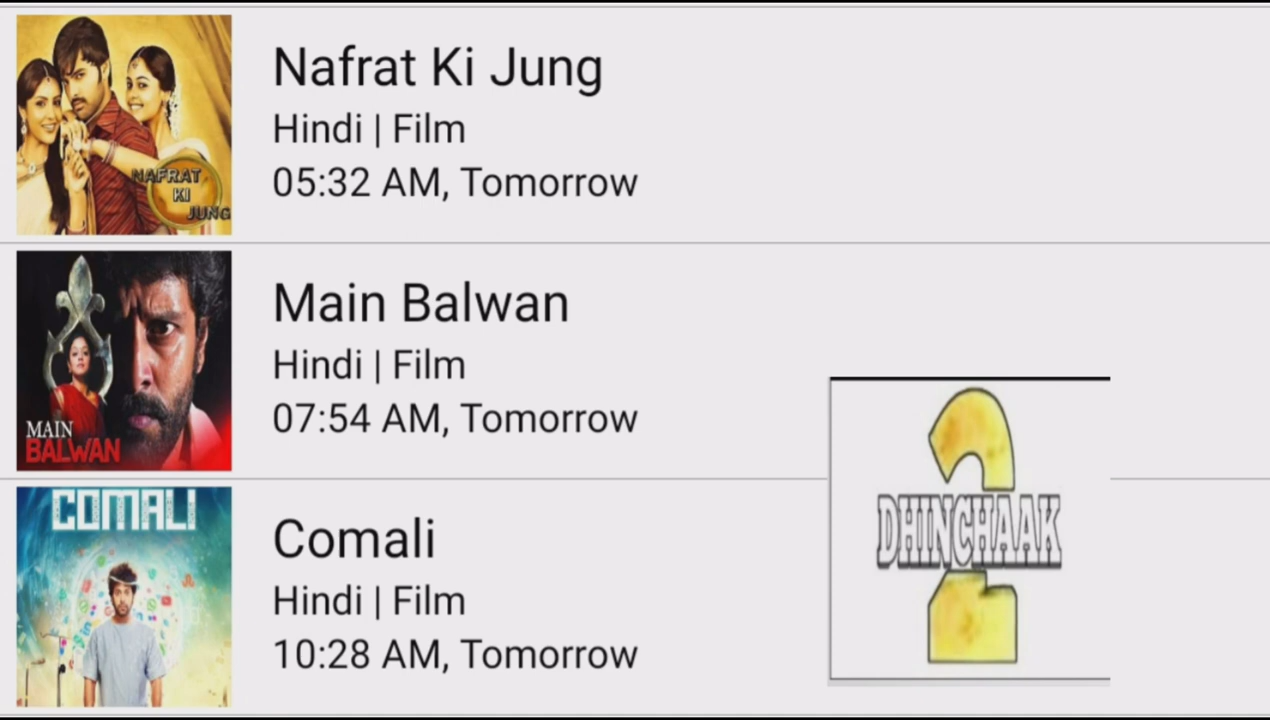 NAFRAT
KI
JUNG
Nafrat Ki Jung
Hindi | Film
05:32 AM, Tomorrow
MAIN
BALWAN
Main Balwan
Hindi | Film
07:54 AM, Tomorrow
COMALI
Comali
Hindi | Film
10:28 AM, Tomorrow
2
DHINCHAAK